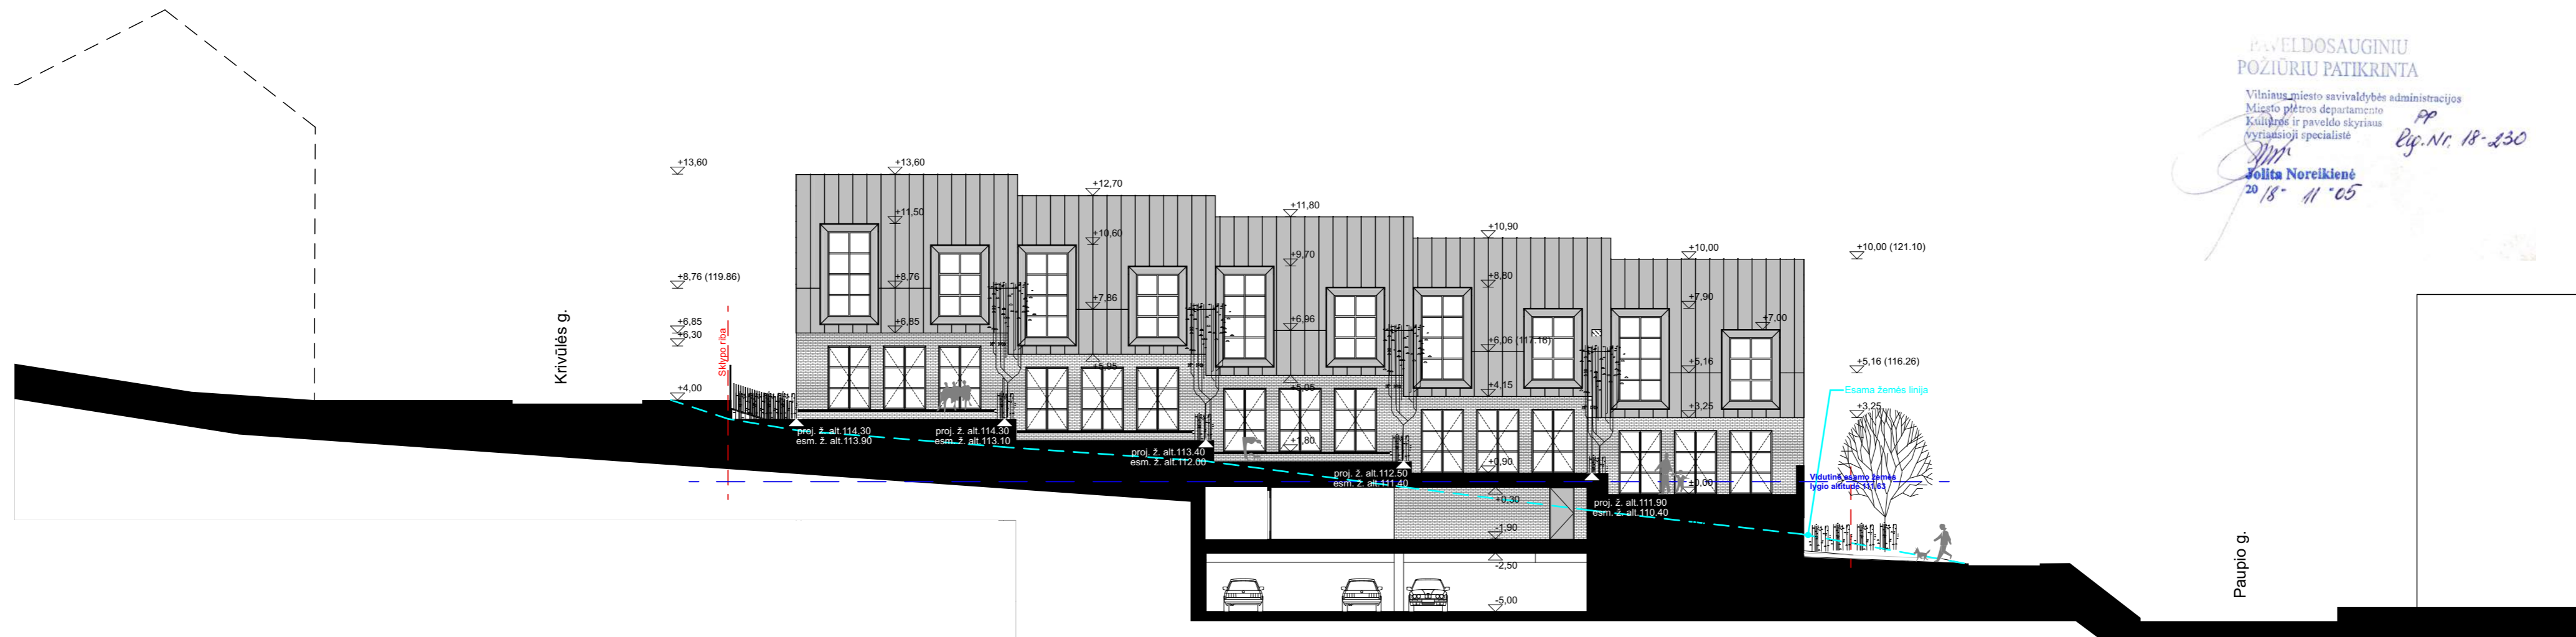 PAVELDOSAUGINIU
POŽIŪRIU PATIKRINTA
Vilniaus miesto savivaldybės administracijos
Miesto plėtros departamento
Kultūros ir paveldo skyriaus
vyriausioji specialistė
PP
Reg. Nr. 18-230
Jolita Noreikienė
2018-11-05
+13,60
+13,60
+12,70
+11,80
+10,90
+10,00
+10,00 (121.10)
+11,50
+10,60
+9,70
+8,80
+7,90
+7,00
+8,76 (119.86)
+8,76
+7,86
+6,96
+6,06 (117.16)
+5,16
+5,16 (116.26)
+6,85
+6,30
+6,85
+5,95
+5,05
+4,15
+3,25
+3,25
+4,00
Krivūlės g.
Sklypo riba
Esama žemės linija
+1,80
+0,90
+0,00
proj. ž. alt.114.30
esm. ž. alt.113.90
proj. ž. alt.114.30
esm. ž. alt.113.10
proj. ž. alt.113.40
esm. ž. alt.112.00
proj. ž. alt.112.50
esm. ž. alt.111.40
proj. ž. alt.111.90
esm. ž. alt.110.40
Vidutinė esamo žemės
lygio altitudė 111,63
+0,30
-1,90
-2,50
-5,00
Paupio g.